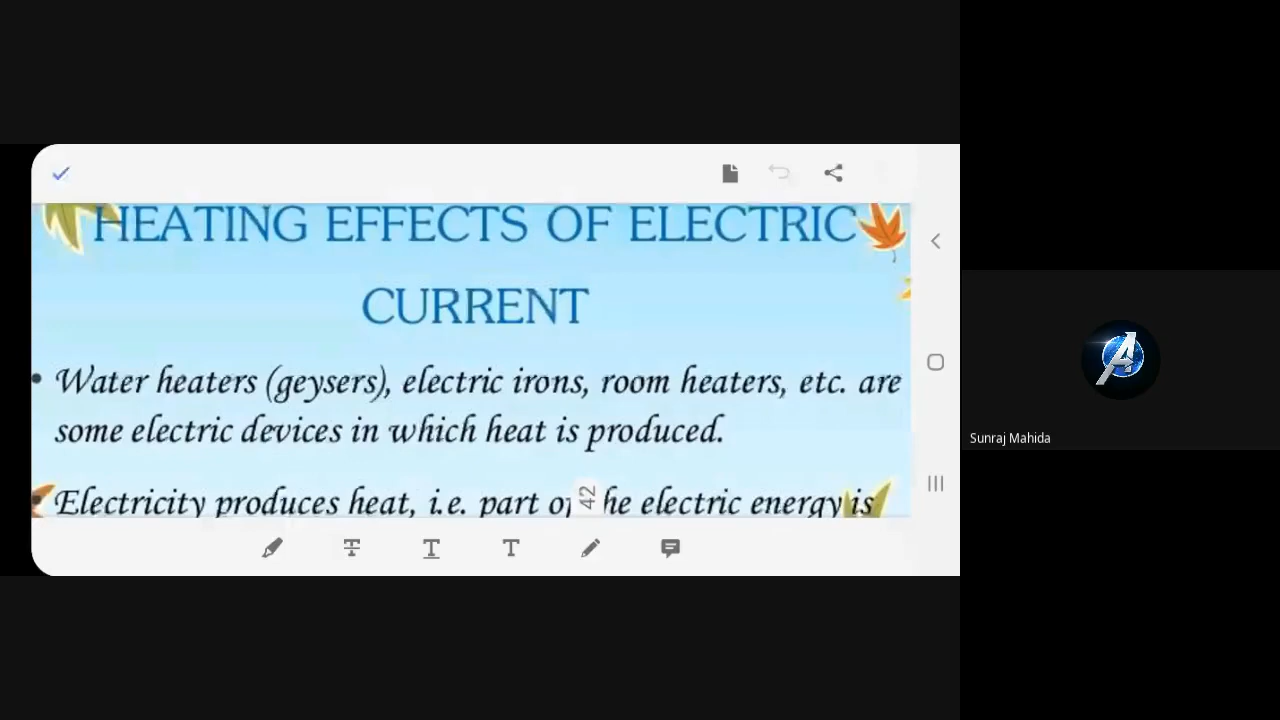 HEATING EFFECTS OF ELECTRIC
CURRENT
• Water heaters (geysers), electric irons, room heaters, etc. are
some electric devices in which heat is produced.
• Electricity produces heat, i.e. part of the electric energy is
42
Sunraj Mahida